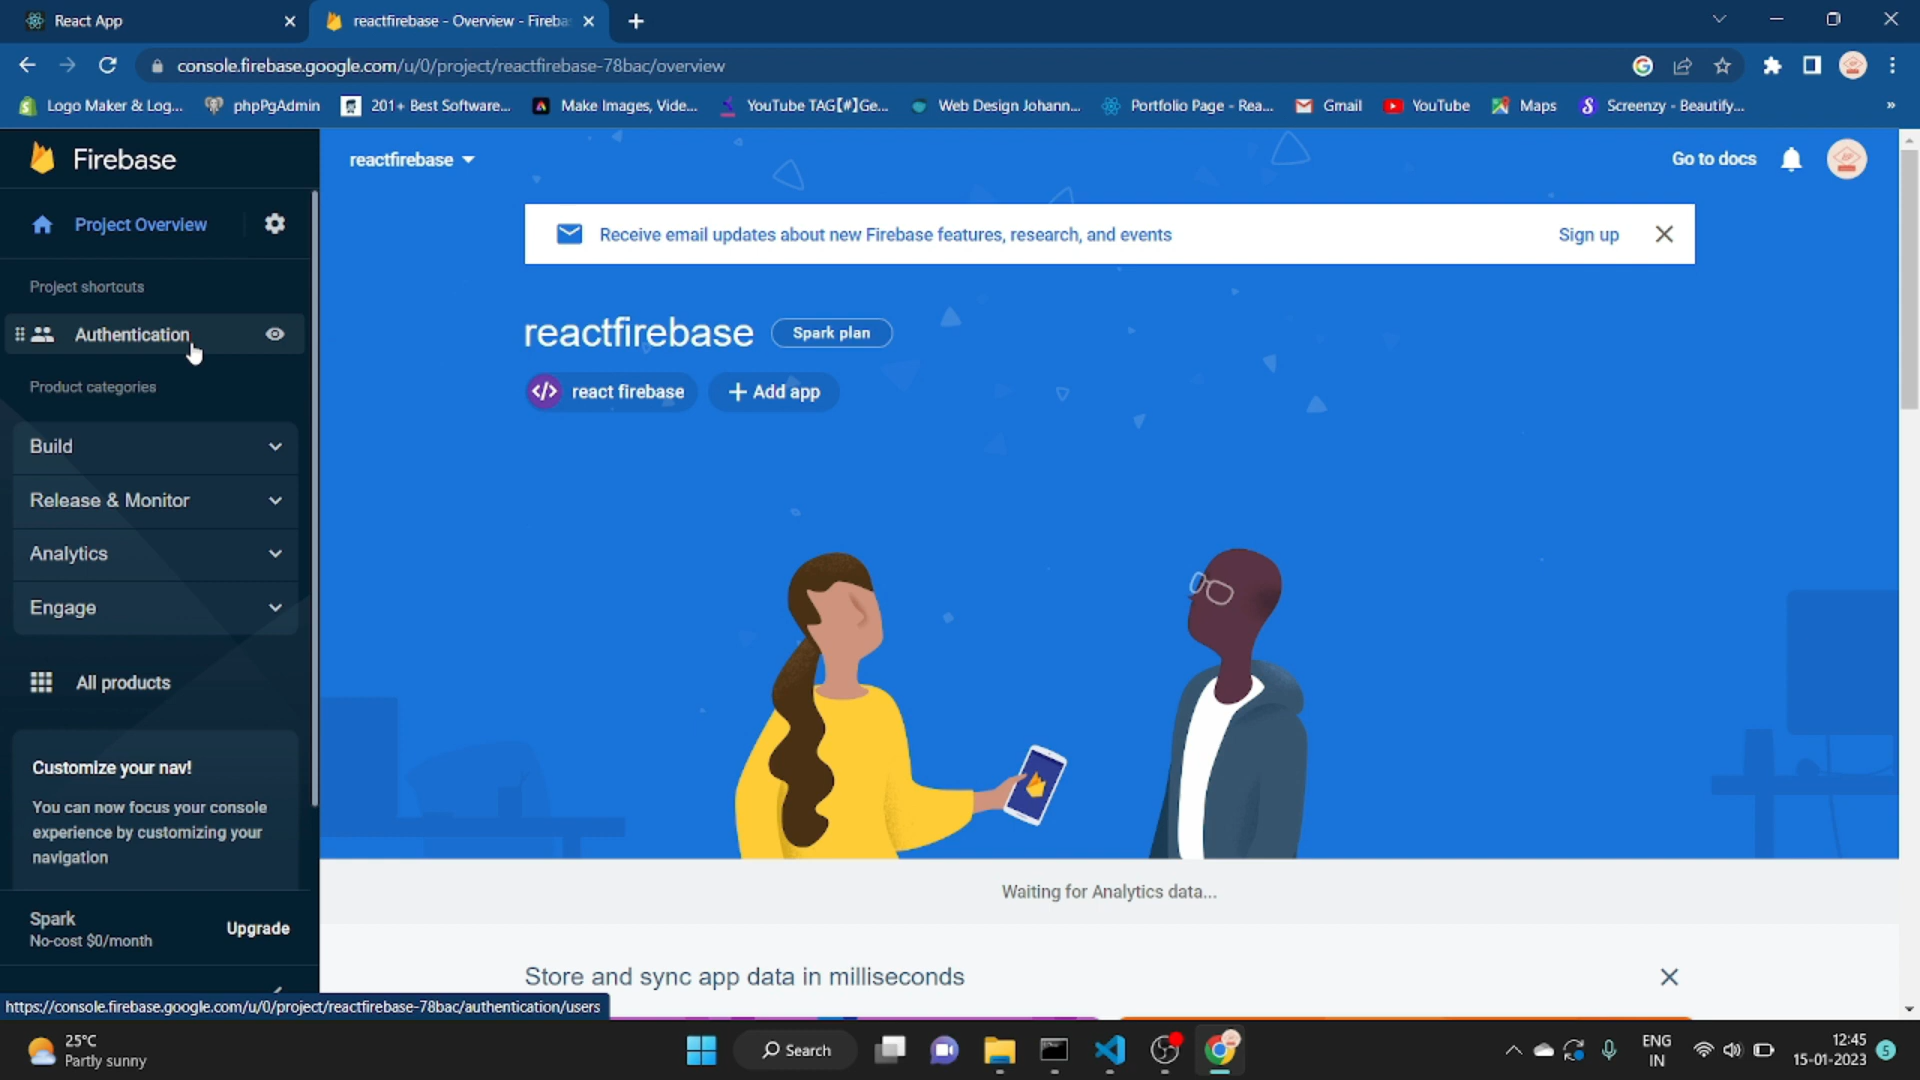 React App
reactfirebase - Overview - Fireba
console.firebase.google.com/u/0/project/reactfirebase-78bac/overview
Logo Maker & Log...
phpPgAdmin
201+ Best Software...
Make Images, Vide...
YouTube TAG【#】Ge...
Web Design Johann...
Portfolio Page - Rea...
Gmail
YouTube
Maps
Screenzy - Beautify...
»
Firebase
reactfirebase
Go to docs
Project Overview
Receive email updates about new Firebase features, research, and events
Sign up
Project shortcuts
Authentication
reactfirebase
Spark plan
Product categories
react firebase
Add app
Build
Release & Monitor
Analytics
Engage
All products
Customize your nav!
You can now focus your console
experience by customizing your
navigation
Waiting for Analytics data...
Spark
No-cost $0/month
Upgrade
Store and sync app data in milliseconds
https://console.firebase.google.com/u/0/project/reactfirebase-78bac/authentication/users
25°C
Partly sunny
Search
ENG
IN
12:45
15-01-2023
5